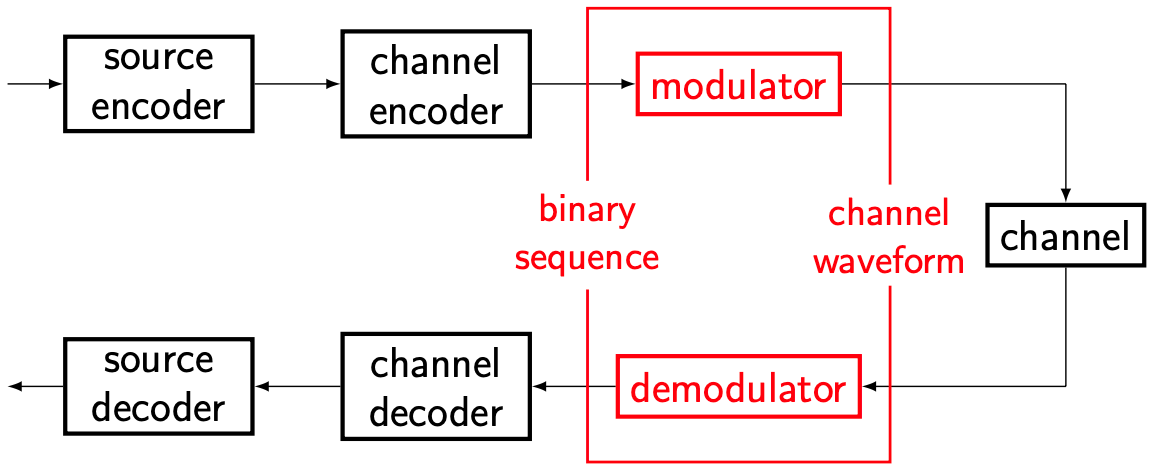 source
encoder
channel
encoder
modulator
binary
sequence
channel
waveform
channel
source
decoder
channel
decoder
demodulator